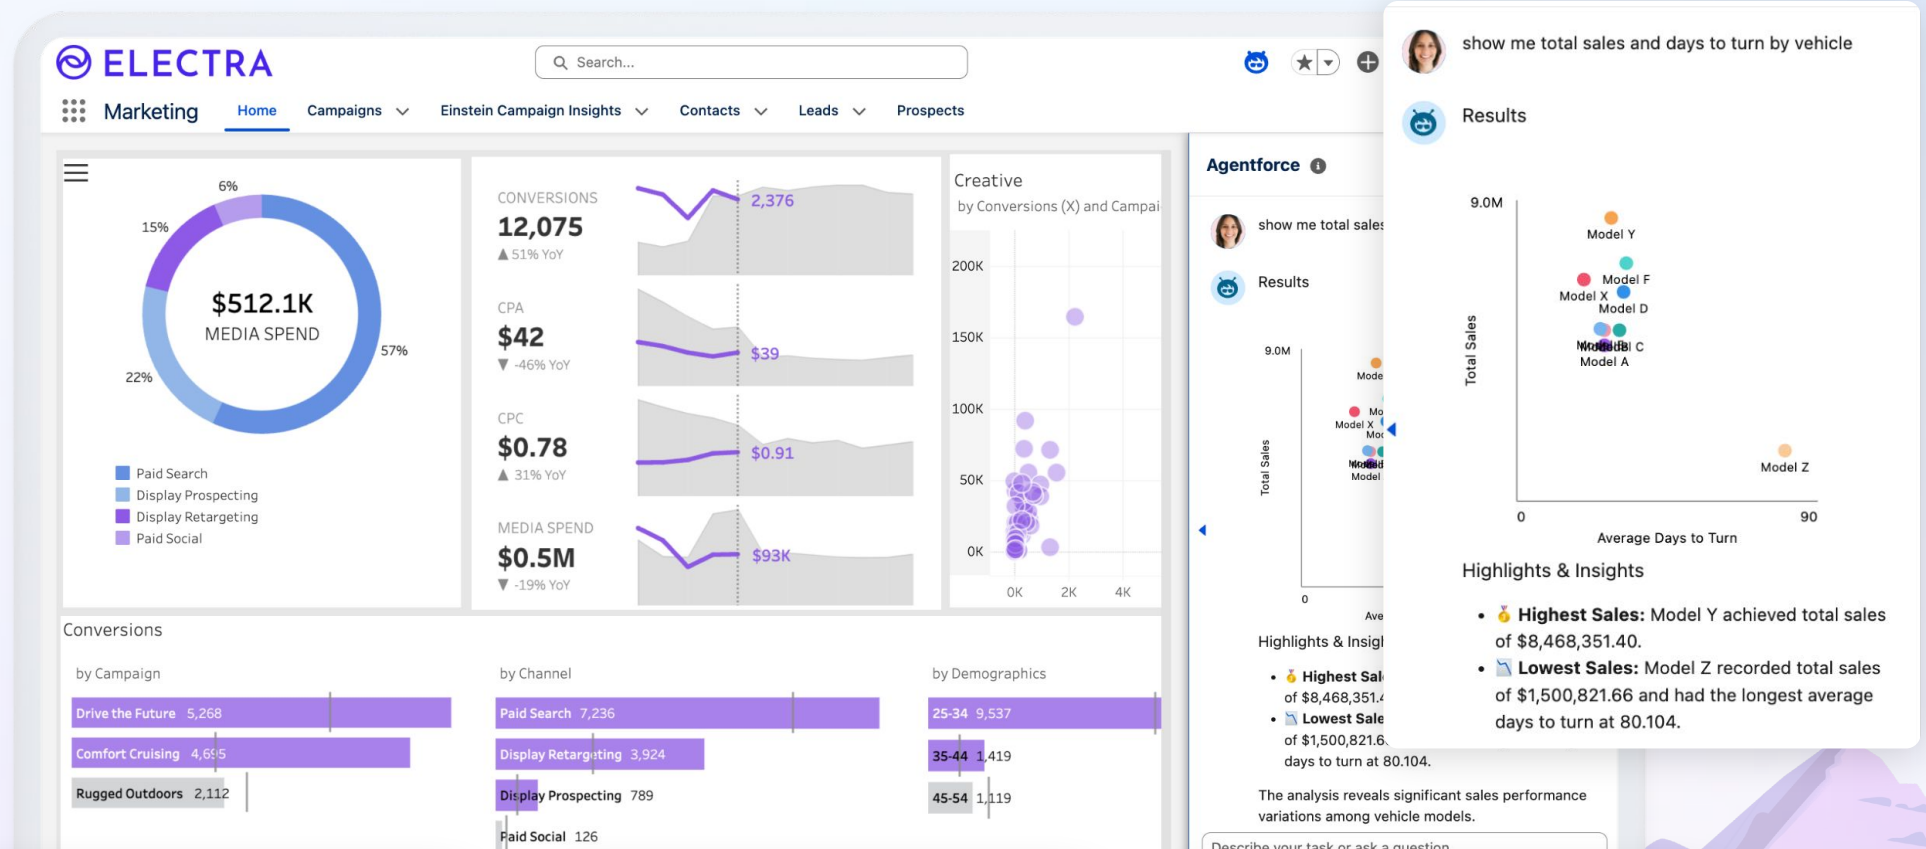 ELECTRA
Search...
Marketing
Home
Campaigns
Einstein Campaign Insights
Contacts
Leads
Prospects
6%
15%
$512.1K
MEDIA SPEND
57%
22%
Paid Search
Display Prospecting
Display Retargeting
Paid Social
CONVERSIONS
12,075
▲ 51% YoY
2,376
CPA
$42
▼ -46% YoY
$39
CPC
$0.78
▲ 31% YoY
$0.91
MEDIA SPEND
$0.5M
▼ -19% YoY
$93K
Creative
by Conversions (X) and Campai
200K
150K
100K
50K
0K
0K 2K 4K
Conversions
by Campaign
Drive the Future 5,268
Comfort Cruising 4,695
Rugged Outdoors 2,112
by Channel
Paid Search 7,236
Display Retargeting 3,924
Display Prospecting 789
Paid Social 126
by Demographics
25-34 9,537
35-44 1,419
45-54 1,119
Agentforce
show me total sales
Results
9.0M
Mode
Mo
Model X
Moc
Model
Total Sales
0
Ave
Highlights & Insigh
• Highest Sal
of $8,468,351.4
• Lowest Sale
of $1,500,821.6
days to turn at 80.104.
The analysis reveals significant sales performance
variations among vehicle models.
Describe your task or ask a question
show me total sales and days to turn by vehicle
Results
9.0M
Model Y
Model F
Model X
Model D
C
Model A
Total Sales
Model Z
0
90
Average Days to Turn
Highlights & Insights
• 🥇 Highest Sales: Model Y achieved total sales
of $8,468,351.40.
• 📉 Lowest Sales: Model Z recorded total sales
of $1,500,821.66 and had the longest average
days to turn at 80.104.